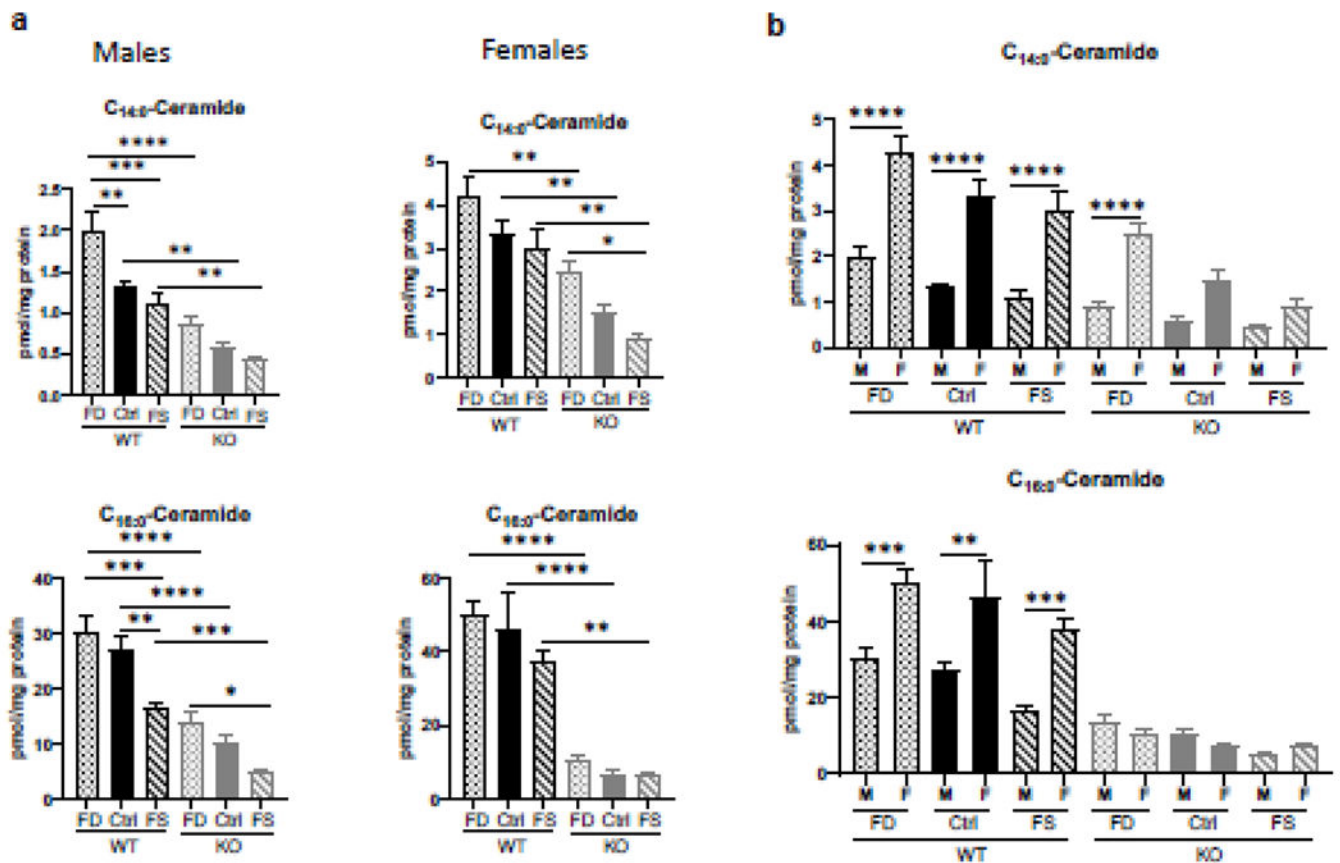 a
Males
Females
b
C14:0-Ceramide
**** 
***
**
**
**
pmol/mg protein
2.5
2.0
1.5
1.0
0.5
0.0
FD Ctrl FS FD Ctrl FS
WT KO
C14:0-Ceramide
**
**
**
*
pmol/mg protein
5
4
3
2
1
0
FD Ctrl FS FD Ctrl FS
WT KO
C14:0-Ceramide
**** **** **** ****
pmol/mg protein
5
4
3
2
1
0
M F M F M F M F M F M F
FD Ctrl FS FD Ctrl FS
WT KO
C16:0-Ceramide
****
***
****
**
***
*
pmol/mg protein
40
30
20
10
0
FD Ctrl FS FD Ctrl FS
WT KO
C16:0-Ceramide
****
****
**
pmol/mg protein
60
40
20
0
FD Ctrl FS FD Ctrl FS
WT KO
C16:0-Ceramide
*** ** ***
pmol/mg protein
60
40
20
0
M F M F M F M F M F M F
FD Ctrl FS FD Ctrl FS
WT KO